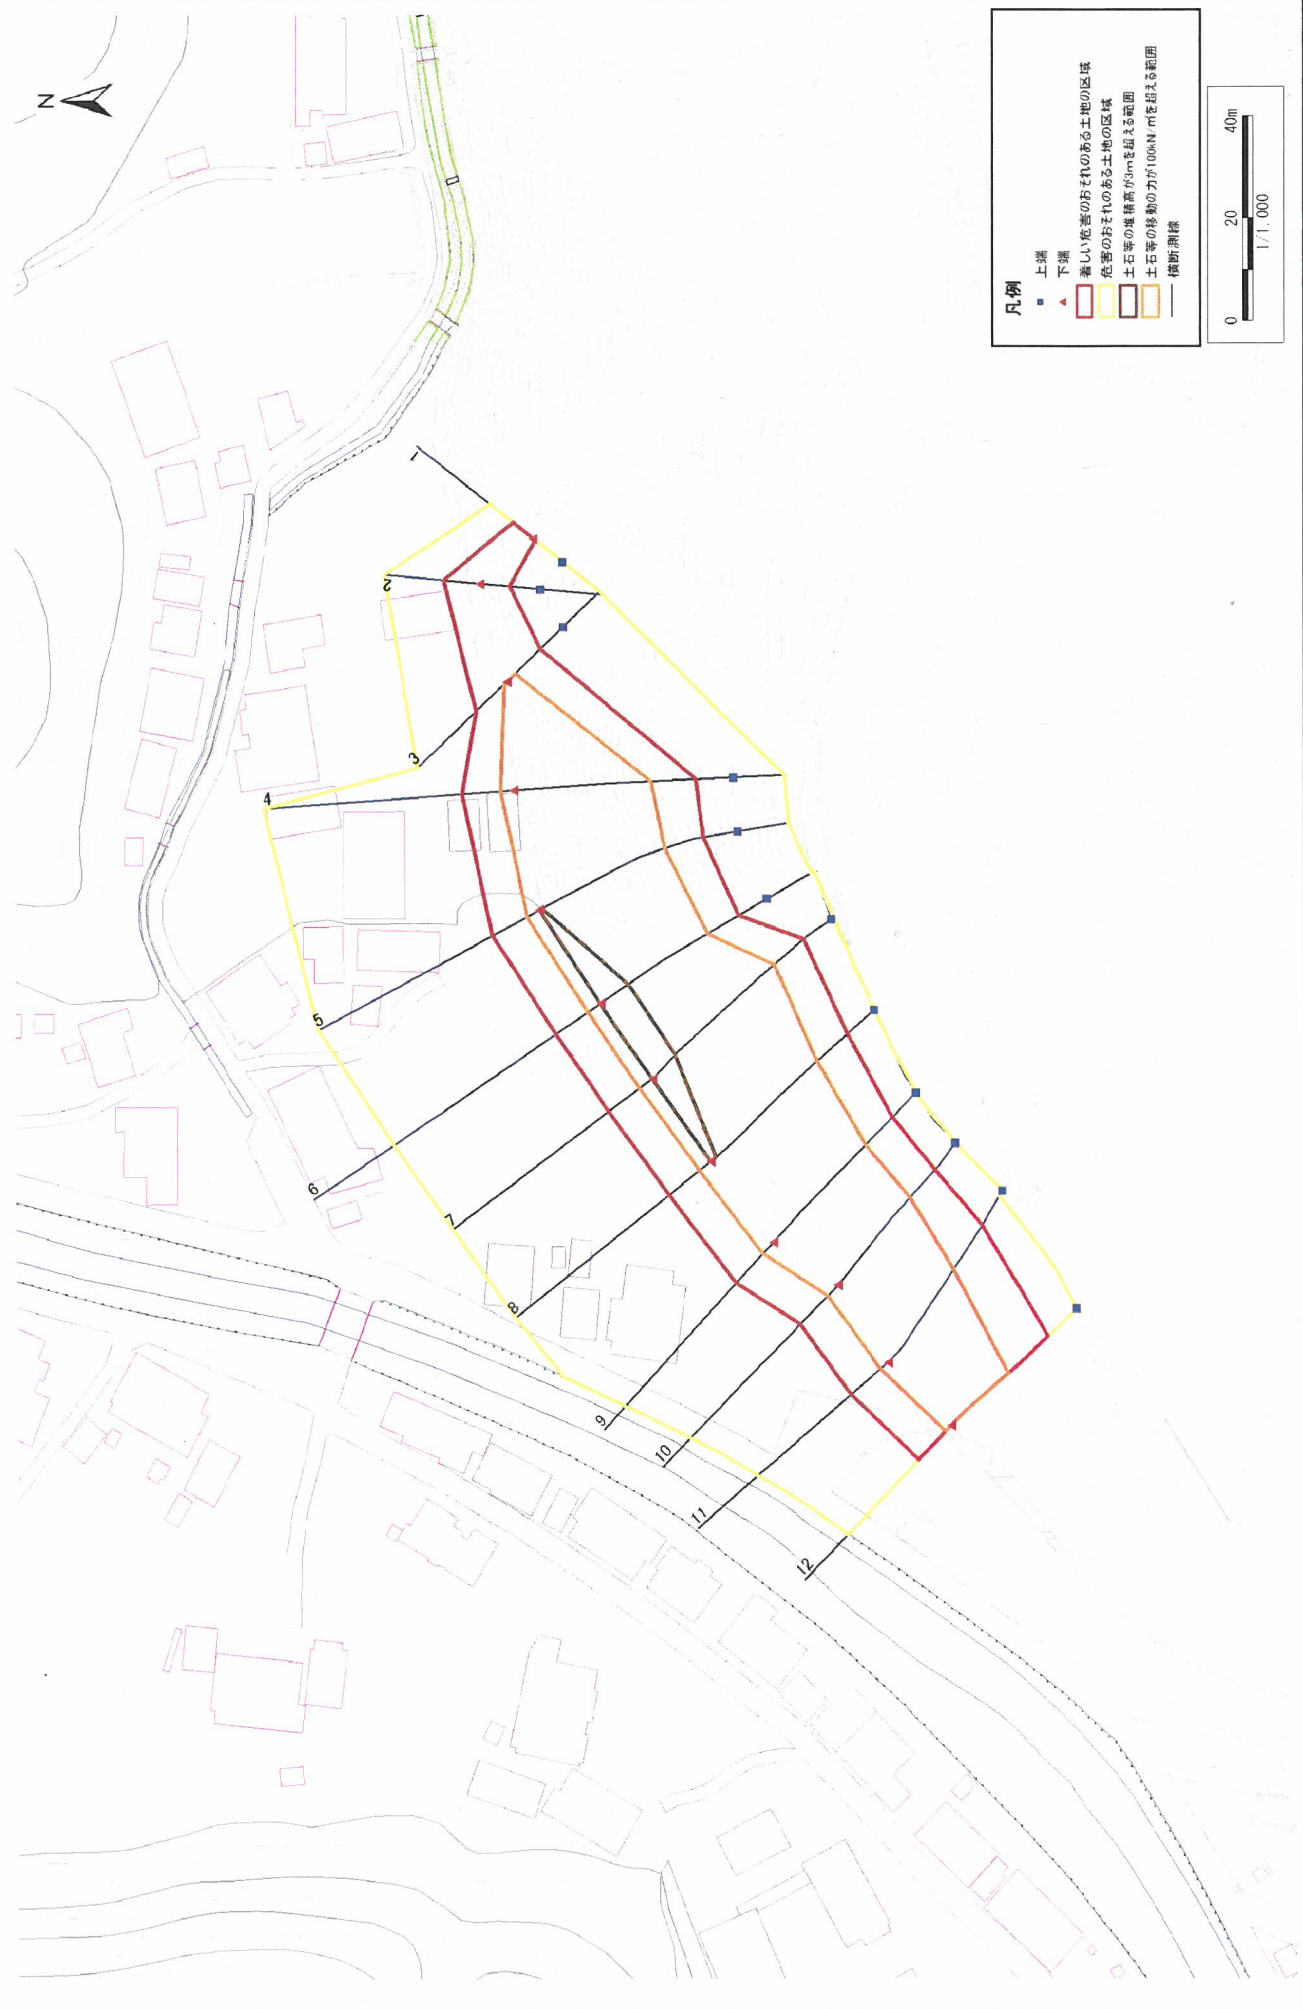 N
1
2
3
4
5
6
7
8
9
10
11
12
凡例
上端
下端
著しい危害のおそれのある土地の区域
危害のおそれのある土地の区域
土石等の堆積高が3mを超える範囲
土石等の移動の力が100kN/㎡を超える範囲
横断測線
0 20 40m
1/1.000